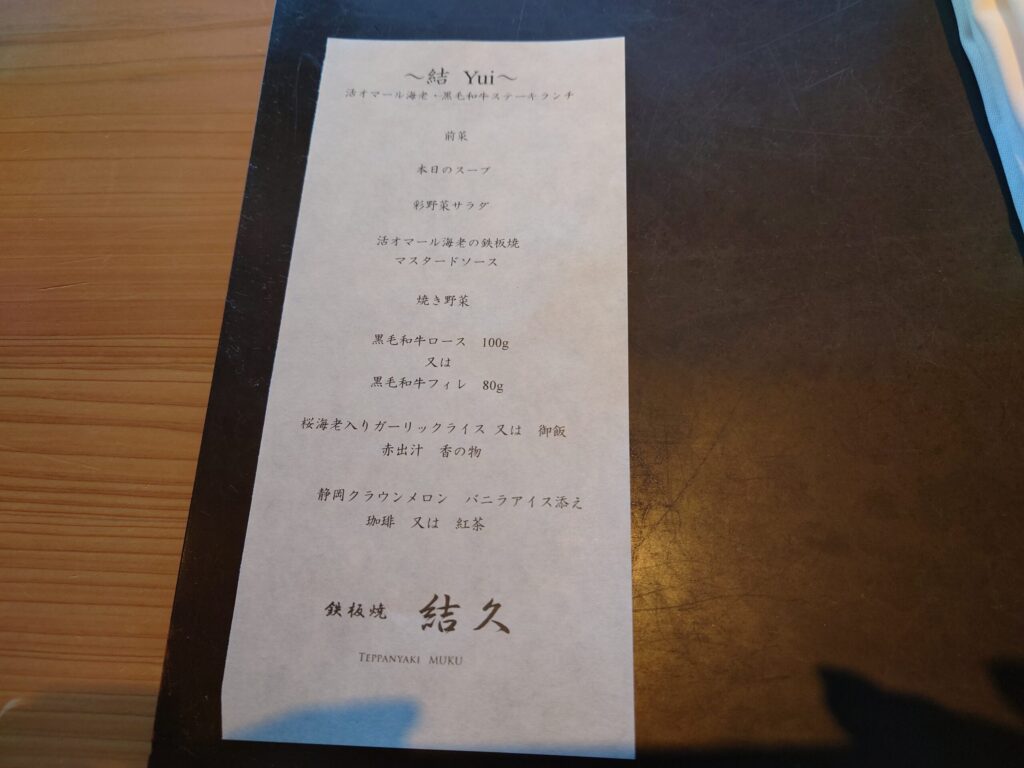 ～結 Yui～
活オマール海老・黒毛和牛ステーキランチ
前菜
本日のスープ
彩野菜サラダ
活オマール海老の鉄板焼
マスタードソース
焼き野菜
黒毛和牛ロース 100g
又は
黒毛和牛フィレ 80g
桜海老入りガーリックライス 又は 御飯
赤出汁 香の物
静岡クラウンメロン バニラアイス添え
珈琲 又は 紅茶
鉄板焼 結久
TEPPANYAKI MUKU